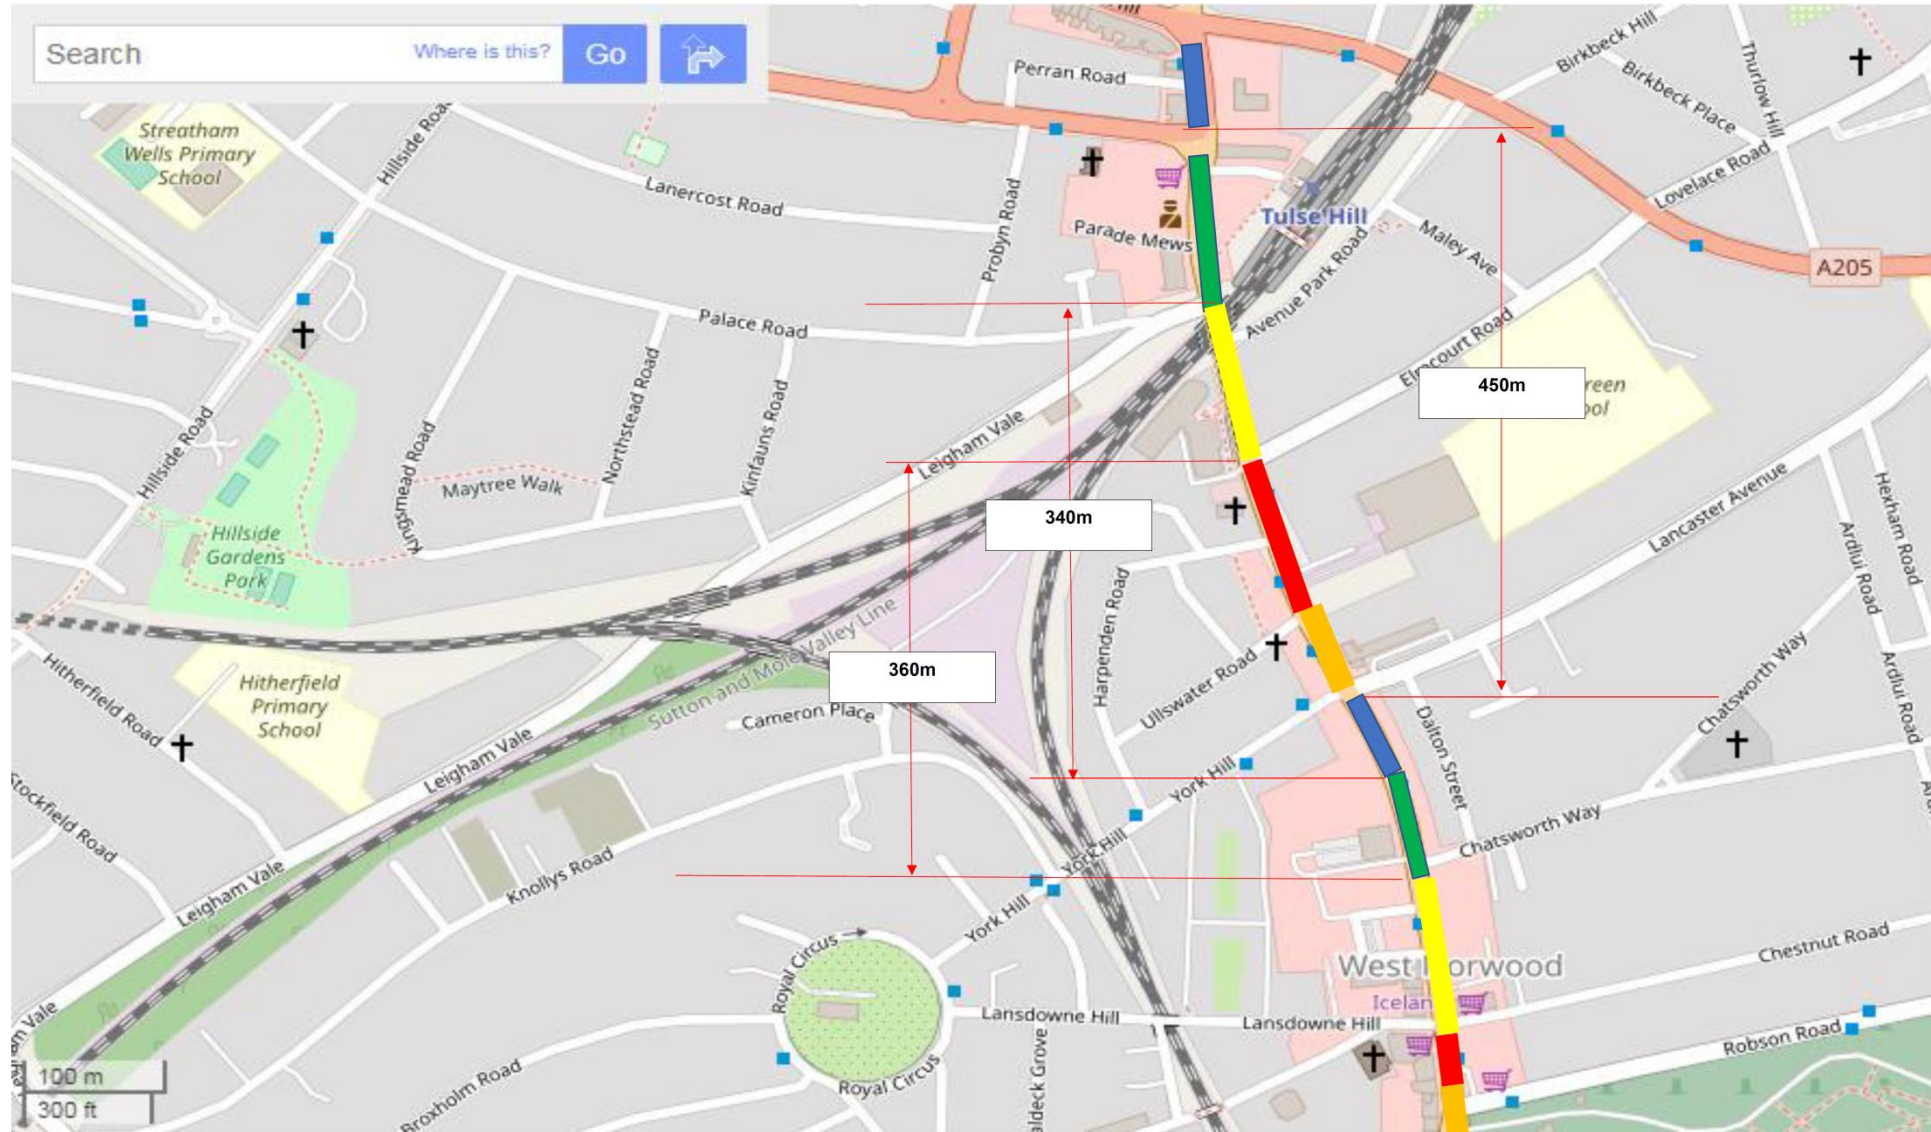 Search
Where is this?
Go
Perran Road
Birkbeck Hill
Birkbeck Place
Thurlow Hill
Streatham
Wells Primary
School
Hillside Road
Lanercost Road
Probyn Road
Parade Mews
Tulse Hill
Lovelace Road
Maley Ave
A205
Palace Road
Avenue Park Road
Northstead Road
Kinfauns Road
Kingsmead Road
Hillside Road
Maytree Walk
Leigham Vale
450m
340m
360m
Hillside
Gardens
Park
Lancaster Avenue
Hexham Road
Ardlui Road
Ardlui Road
Harpenden Road
Ullswater Road
Sutton and Mole Valley Line
Cameron Place
Chatsworth Way
Hitherfield
Primary
School
Hitherfield Road
Leigham Vale
Dalton Street
York Hill
Chatsworth Way
York Hill
Stockfield Road
Knollys Road
Leigham Vale
York Hill
Royal Circus
Chestnut Road
Lansdowne Hill
Lansdowne Hill
Robson Road
Royal Circus
Broxholm Road
100 m
300 ft